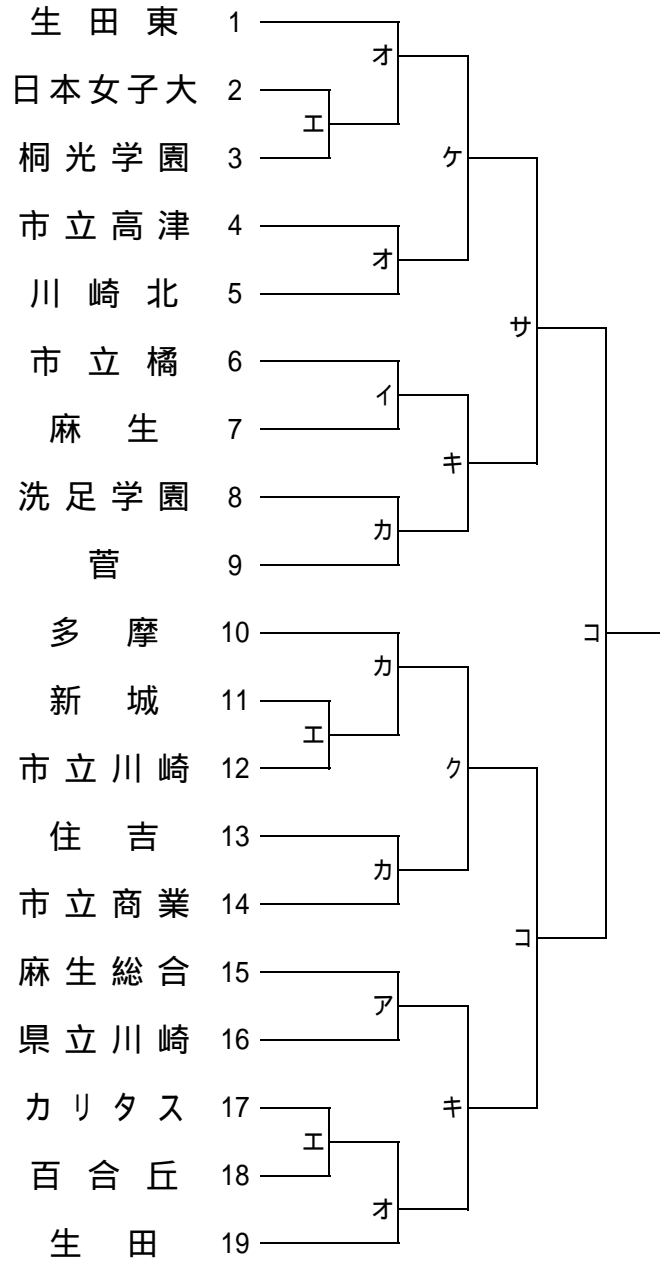 生田東 1
オ
日本女子大 2
エ
桐光学園 3
ケ
市立高津 4
オ
川崎北 5
サ
市立橘 6
イ
麻生 7
キ
洗足学園 8
カ
菅 9
多摩 10
コ
カ
新城 11
エ
市立川崎 12
ク
住吉 13
カ
市立商業 14
コ
麻生総合 15
ア
県立川崎 16
カリタス 17
キ
エ
百合丘 18
オ
生田 19